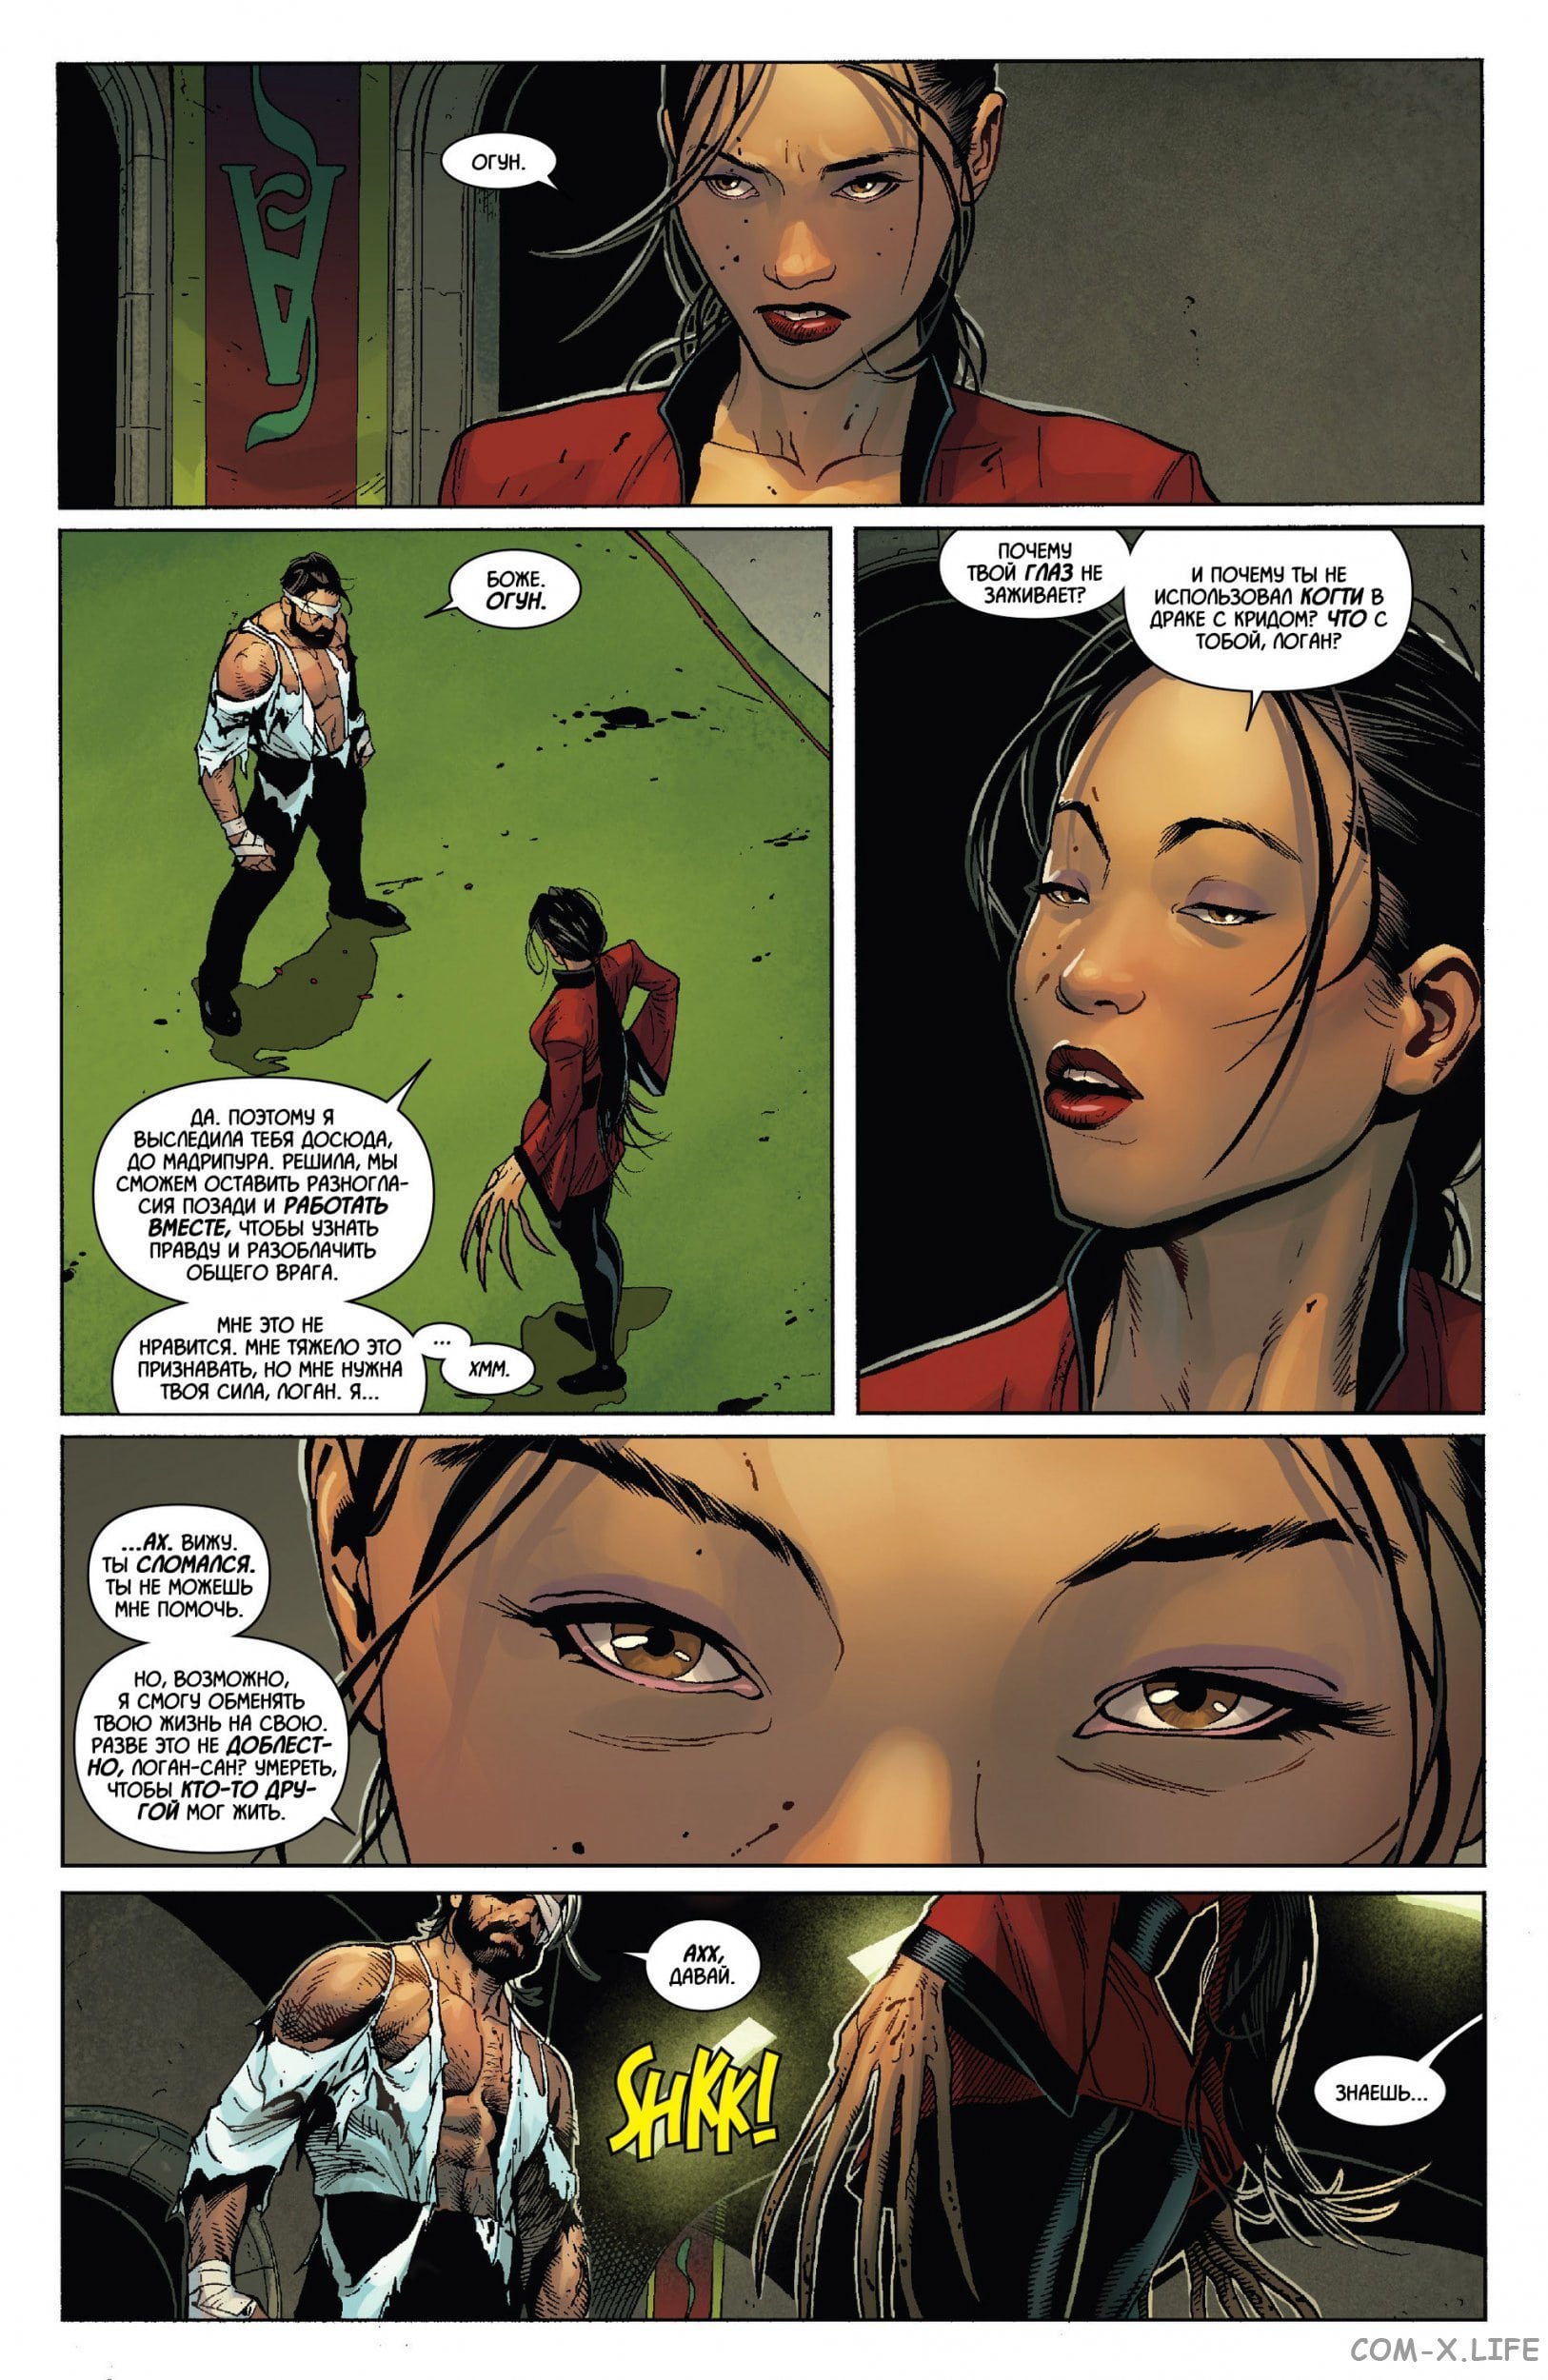 ОГУН.
БОЖЕ.
ОГУН.
ДА. ПОЭТОМУ Я
ВЫСЛЕДИЛА ТЕБЯ ДОСЮДА,
ДО МАДРИПУРА. РЕШИЛА, МЫ
СМОЖЕМ ОСТАВИТЬ РАЗНОГЛА-
СИЯ ПОЗАДИ И РАБОТАТЬ
ВМЕСТЕ, ЧТОБЫ УЗНАТЬ
ПРАВДУ И РАЗОБЛАЧИТЬ
ОБЩЕГО ВРАГА.
МНЕ ЭТО НЕ
НРАВИТСЯ. МНЕ ТЯЖЕЛО ЭТО
ПРИЗНАВАТЬ, НО МНЕ НУЖНА
ТВОЯ СИЛА, ЛОГАН. Я...
...
ХММ.
ПОЧЕМУ
ТВОЙ ГЛАЗ НЕ
ЗАЖИВАЕТ?
И ПОЧЕМУ ТЫ НЕ
ИСПОЛЬЗОВАЛ КОГТИ В
ДРАКЕ С КРИДОМ? ЧТО С
ТОБОЙ, ЛОГАН?
...АХ. ВИЖУ.
ТЫ СЛОМАЛСЯ.
ТЫ НЕ МОЖЕШЬ
МНЕ ПОМОЧЬ.
НО, ВОЗМОЖНО,
Я СМОГУ ОБМЕНЯТЬ
ТВОЮ ЖИЗНЬ НА СВОЮ.
РАЗВЕ ЭТО НЕ ДОБЛЕСТ-
НО, ЛОГАН-САН? УМЕРЕТЬ,
ЧТОБЫ КТО-ТО ДРУ-
ГОЙ МОГ ЖИТЬ.
АХХ,
ДАВАЙ.
SHKK!
ЗНАЕШЬ...
COM-X.LIFE